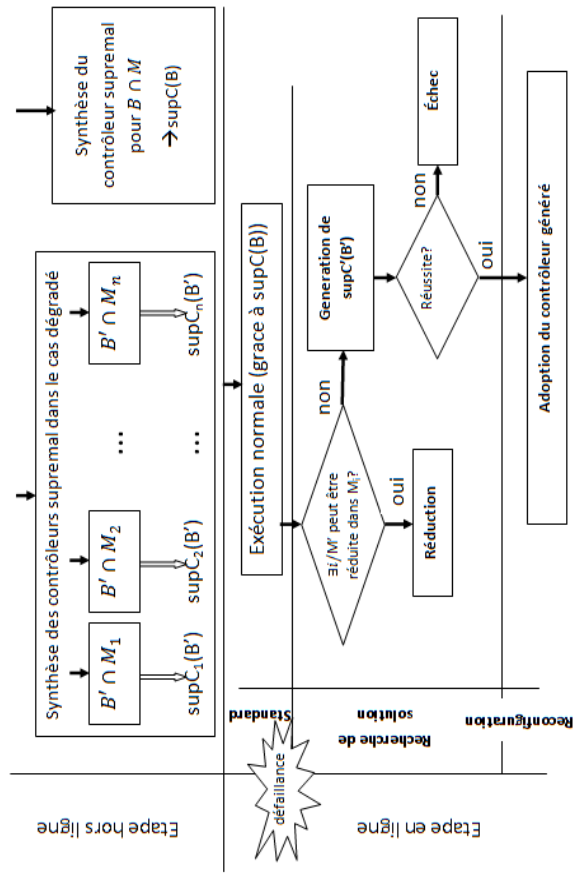 Etape hors ligne
Synthèse des contrôleurs supremal dans le cas dégradé
B′ ∩ M₁
B′ ∩ M₂
...
B′ ∩ Mₙ
supC₁(B')
supC₂(B')
...
supCₙ(B')
Synthèse du
contrôleur supremal
pour B ∩ M
→supC(B)
défaillance
Etape en ligne
Standard
Exécution normale (grace à supC(B))
Recherche de
solution
∃i/M' peut être
réduite dans Mᵢ?
non
oui
Réduction
Generation de
supC'(B')
Réussite?
non
Échec
oui
Reconfiguration
Adoption du contrôleur généré